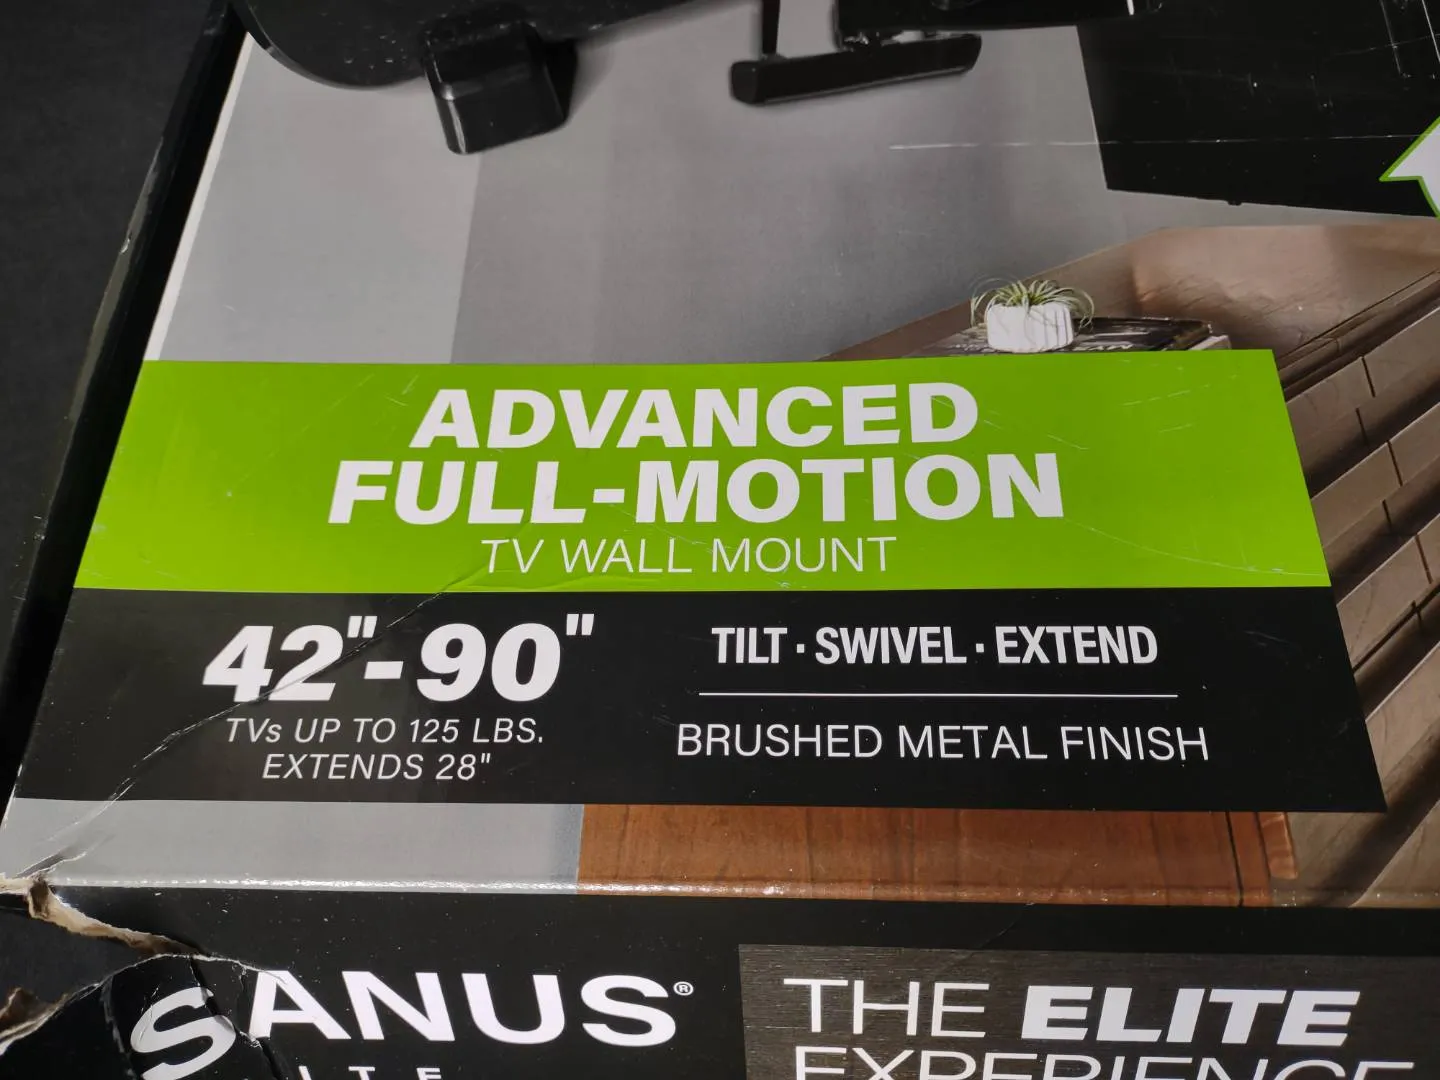 ADVANCED
FULL-MOTION
TV WALL MOUNT
42"-90"
TVs UP TO 125 LBS.
EXTENDS 28"
TILT · SWIVEL · EXTEND
BRUSHED METAL FINISH
SANUS®
THE ELITE
EXPERIENCE